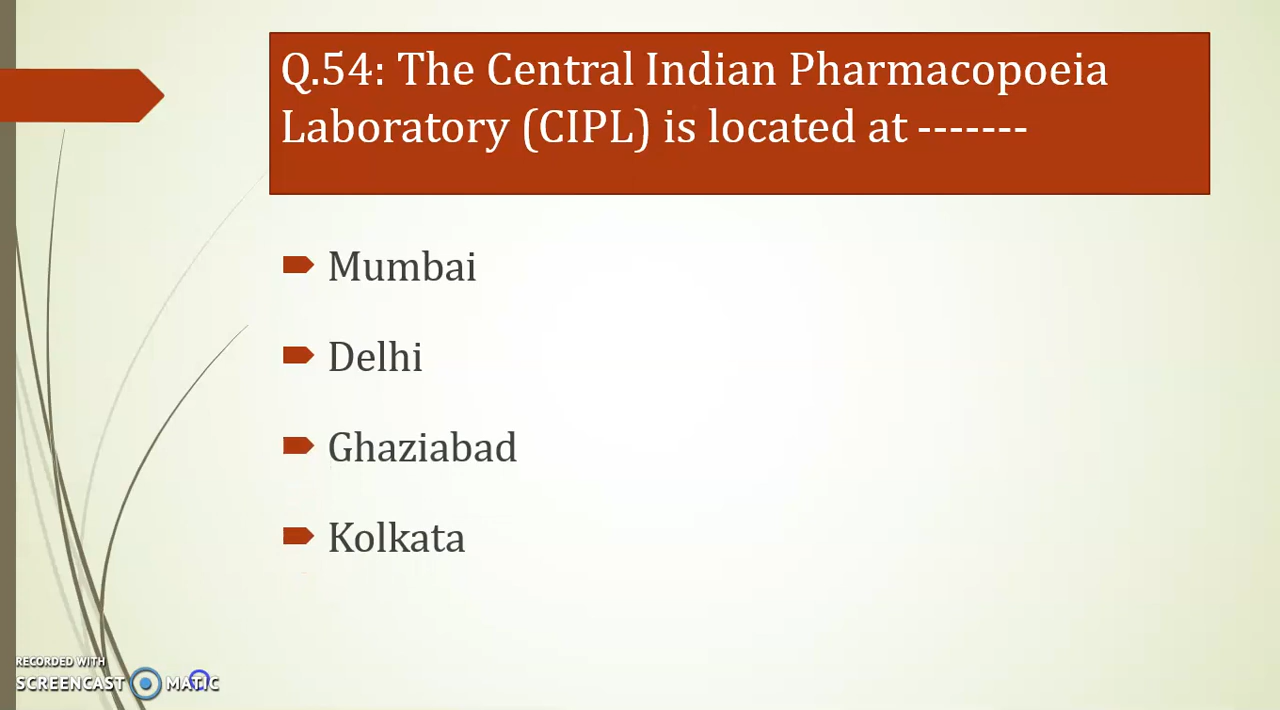 Q.54: The Central Indian Pharmacopoeia
Laboratory (CIPL) is located at -------
Mumbai
Delhi
Ghaziabad
Kolkata
RECORDED WITH
SCREENCAST MATIC